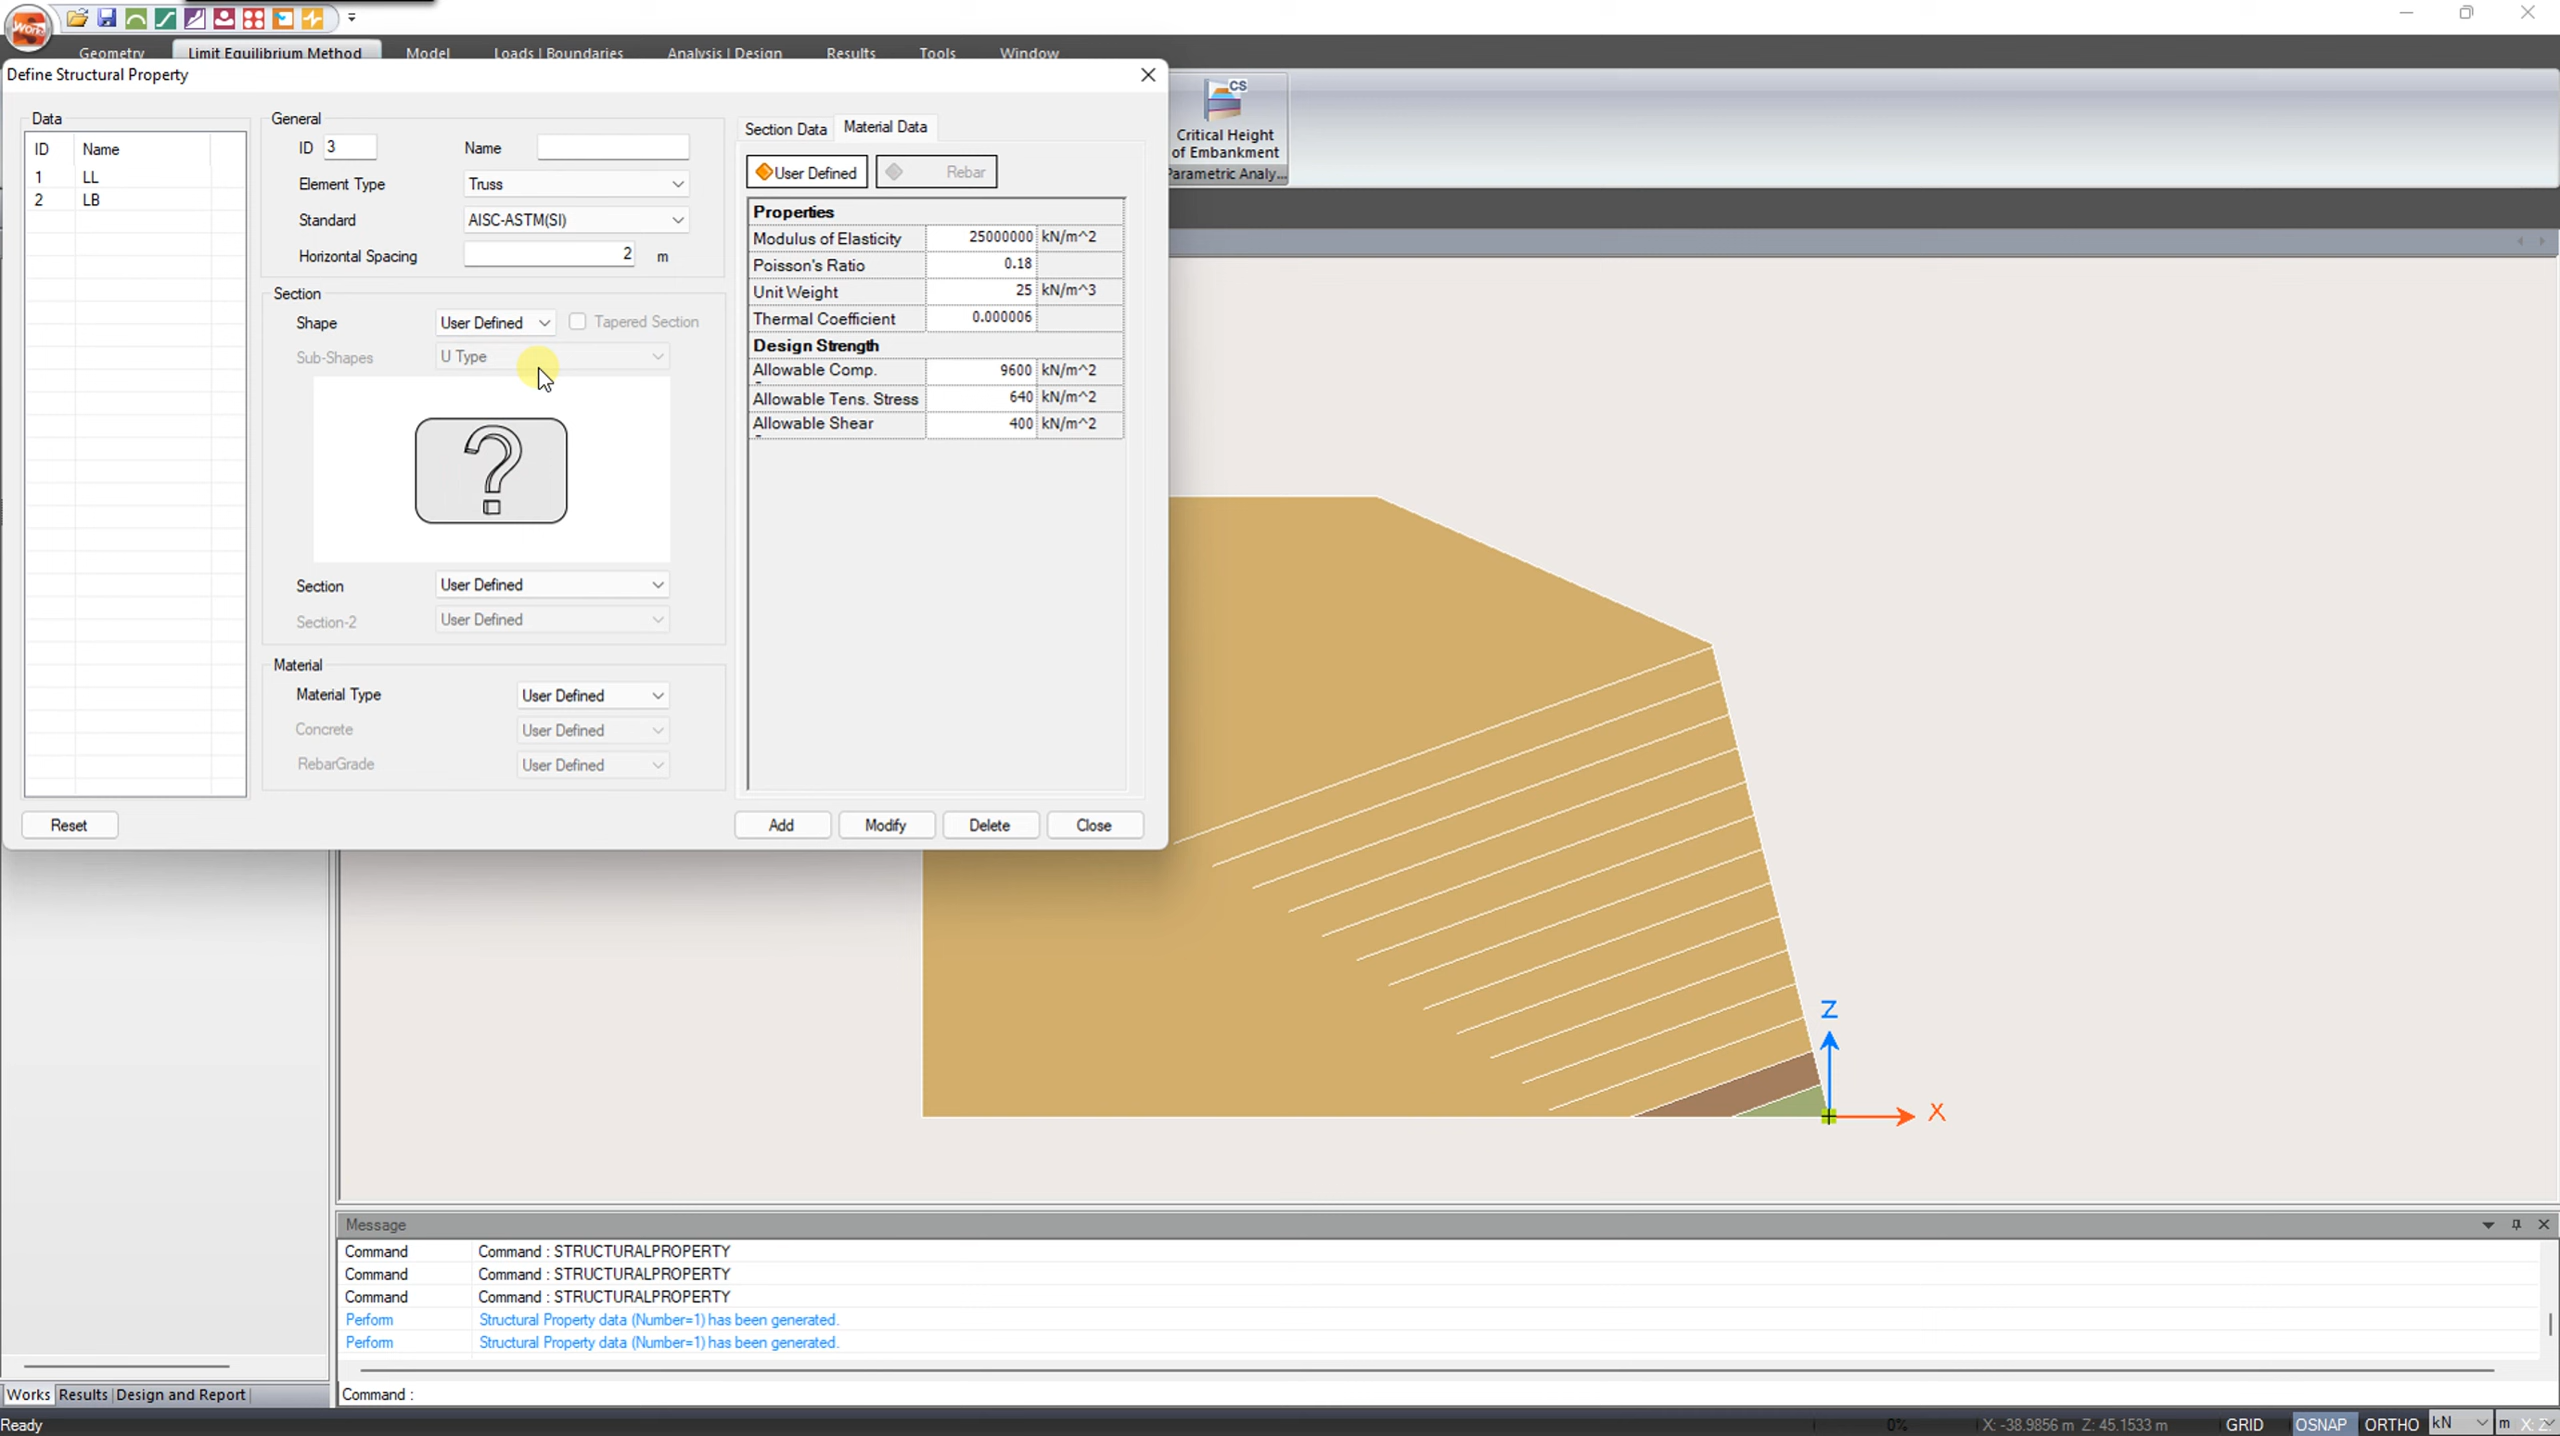 Geometry Limit Equilibrium Method Model Loads | Boundaries Analysis | Design Results Tools Window
Define Structural Property
Data
ID Name
1 LL
2 LB
General
ID 3 Name
Element Type Truss
Standard AISC-ASTM(SI)
Horizontal Spacing 2 m
Section
Shape User Defined Tapered Section
Sub-Shapes U Type
Section User Defined
Section-2 User Defined
Material
Material Type User Defined
Concrete User Defined
RebarGrade User Defined
Section Data Material Data
User Defined Rebar
Properties
Modulus of Elasticity 25000000 kN/m^2
Poisson's Ratio 0.18
Unit Weight 25 kN/m^3
Thermal Coefficient 0.000006
Design Strength
Allowable Comp. 9600 kN/m^2
Allowable Tens. Stress 640 kN/m^2
Allowable Shear 400 kN/m^2
Reset Add Modify Delete Close
CS
Critical Height
of Embankment
Parametric Analy...
Z
X
Message
Command Command : STRUCTURALPROPERTY
Command Command : STRUCTURALPROPERTY
Command Command : STRUCTURALPROPERTY
Perform Structural Property data (Number=1) has been generated.
Perform Structural Property data (Number=1) has been generated.
Command :
Works Results Design and Report
Ready 0% X: -38.9856 m Z: 45.1533 m GRID OSNAP ORTHO kN m